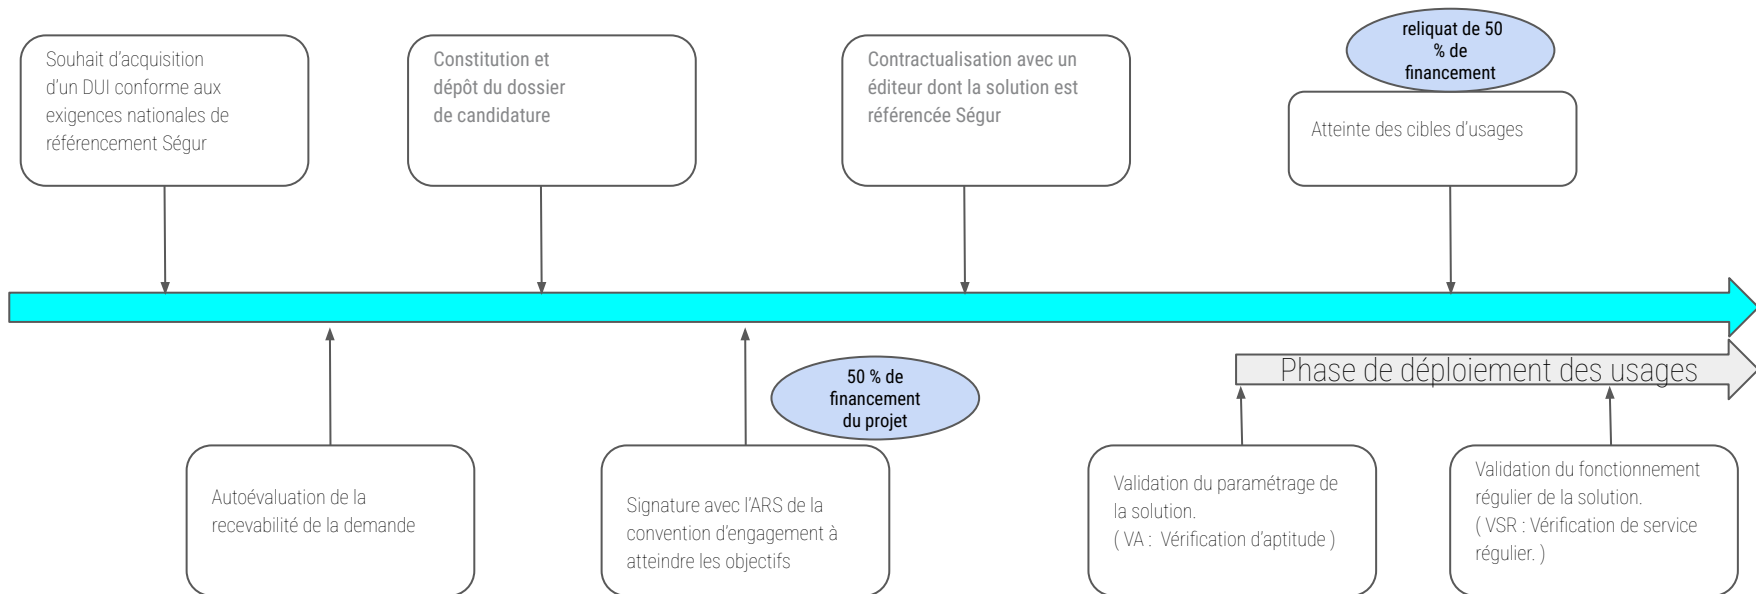 Souhait d'acquisition
d'un DUI conforme aux
exigences nationales de
référencement Ségur
Constitution et
dépôt du dossier
de candidature
Contractualisation avec un
éditeur dont la solution est
référencée Ségur
reliquat de 50
% de
financement
Atteinte des cibles d'usages
Phase de déploiement des usages
50 % de
financement
du projet
Autoévaluation de la
recevabilité de la demande
Signature avec l'ARS de la
convention d'engagement à
atteindre les objectifs
Validation du paramétrage de
la solution.
( VA : Vérification d'aptitude )
Validation du fonctionnement
régulier de la solution.
( VSR : Vérification de service
régulier. )